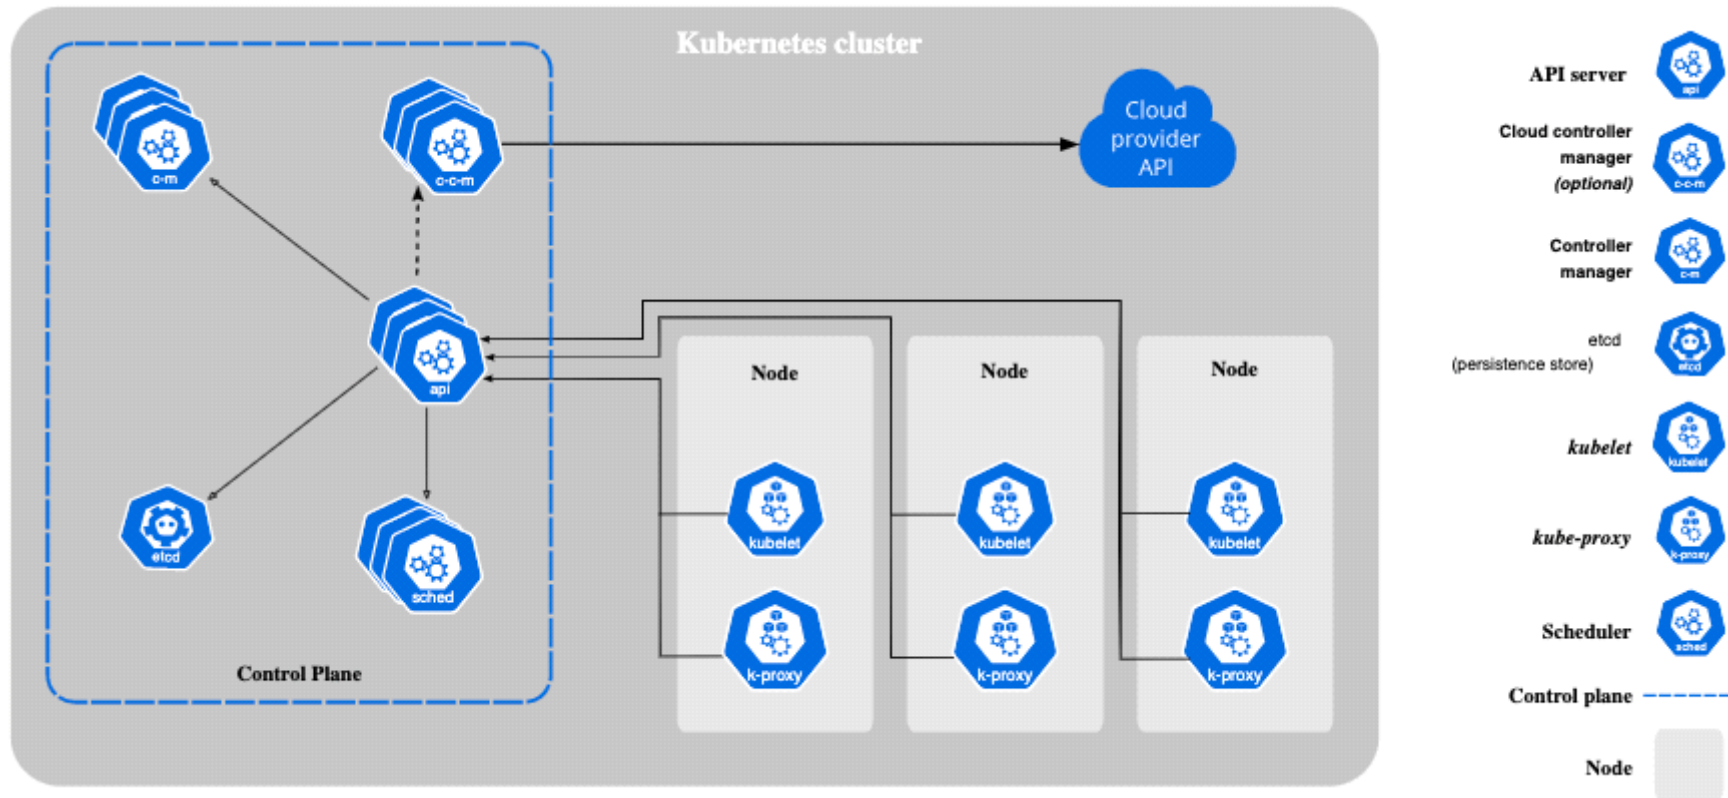 Kubernetes cluster
c-m
c-c-m
Cloud
provider
API
api
etcd
sched
Control Plane
Node
kubelet
k-proxy
Node
kubelet
k-proxy
Node
kubelet
k-proxy
API server
api
Cloud controller
manager
(optional)
c-c-m
Controller
manager
c-m
etcd
(persistence store)
etcd
kubelet
kubelet
kube-proxy
k-proxy
Scheduler
sched
Control plane
Node